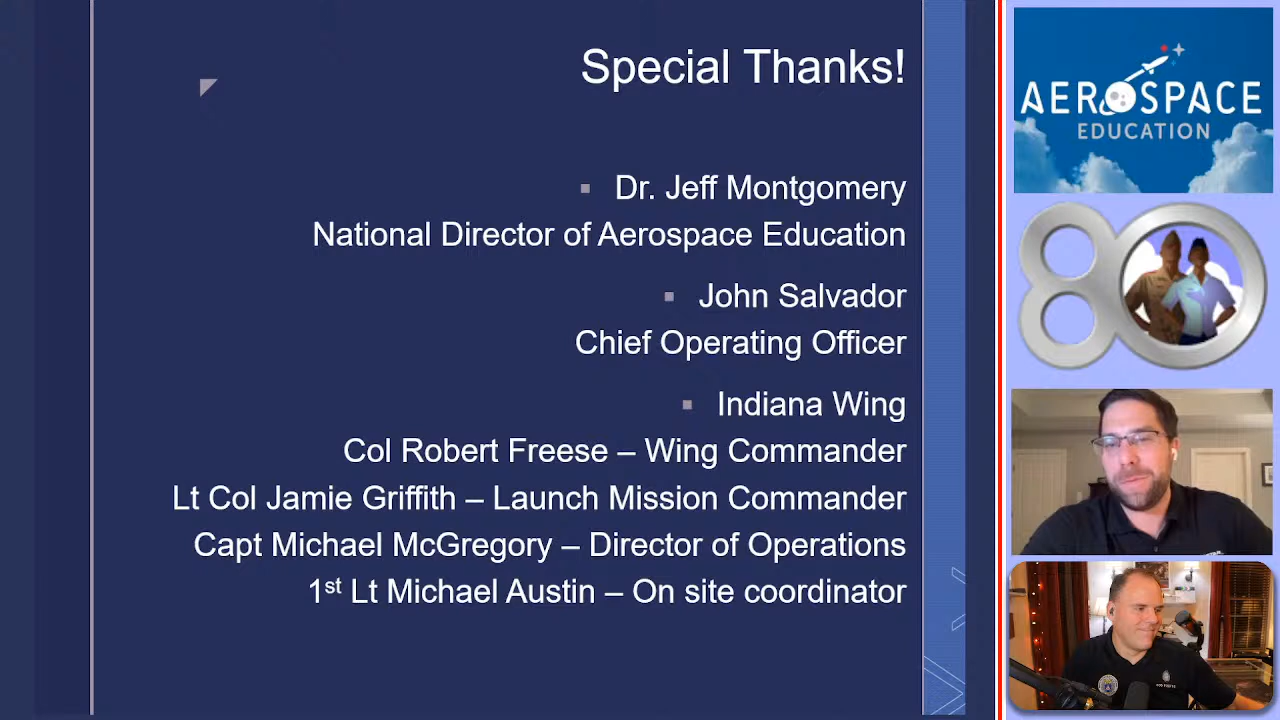 Special Thanks!
▪ Dr. Jeff Montgomery
National Director of Aerospace Education
▪ John Salvador
Chief Operating Officer
▪ Indiana Wing
Col Robert Freese – Wing Commander
Lt Col Jamie Griffith – Launch Mission Commander
Capt Michael McGregory – Director of Operations
1st Lt Michael Austin – On site coordinator
AEROSPACE
EDUCATION
80